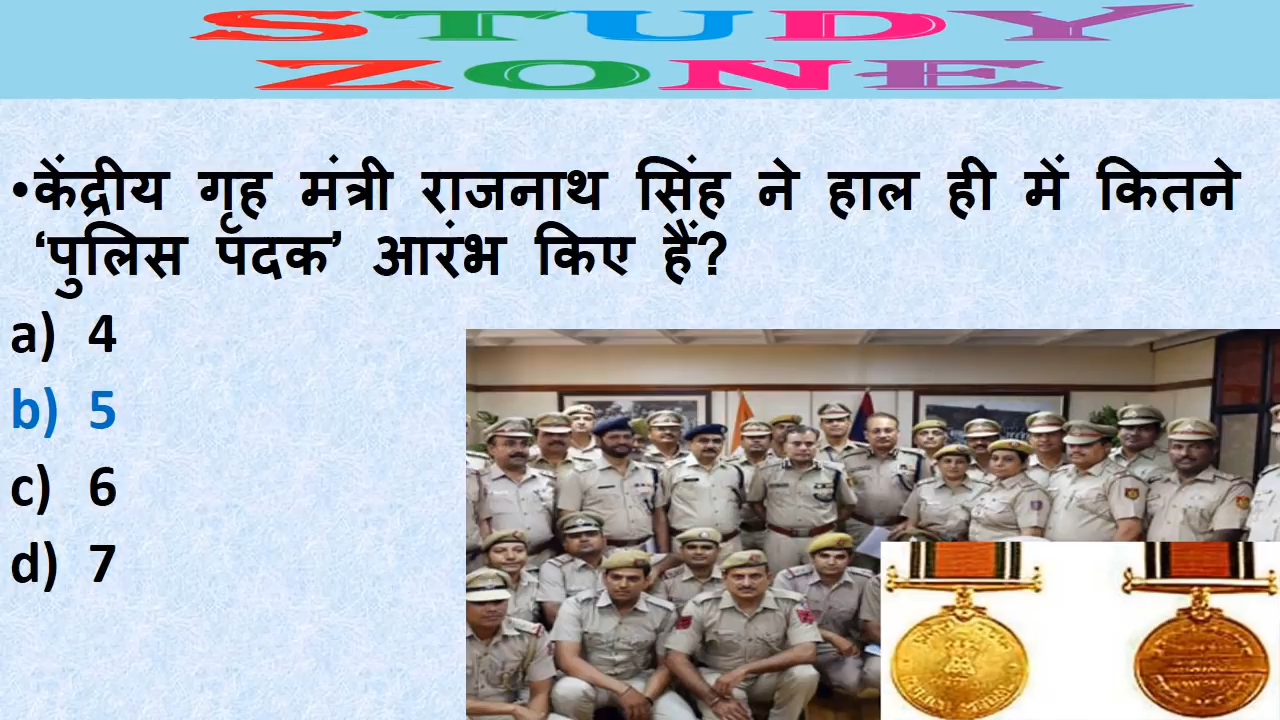 STUDY
ZONE
•केंद्रीय गृह मंत्री राजनाथ सिंह ने हाल ही में कितने
‘पुलिस पदक’ आरंभ किए हैं?
a) 4
b) 5
c) 6
d) 7